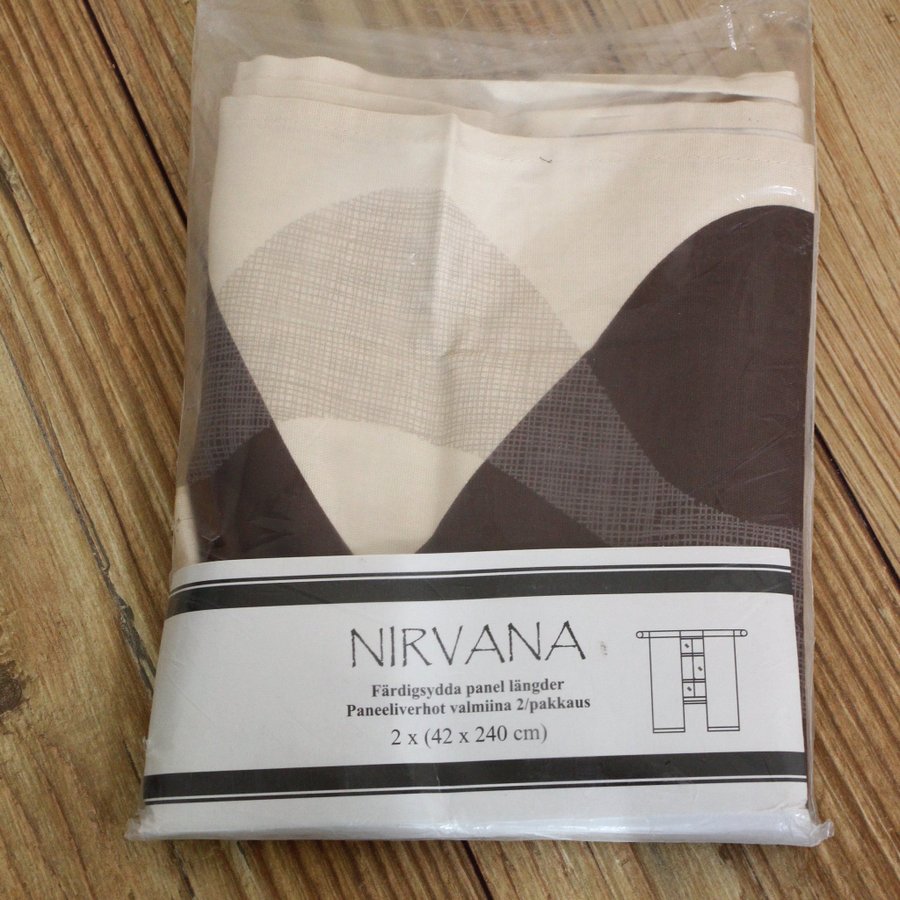 NIRVANA
Färdigsydda panel längder
Paneeliverhot valmiina 2/pakkaus
2 x (42 x 240 cm)